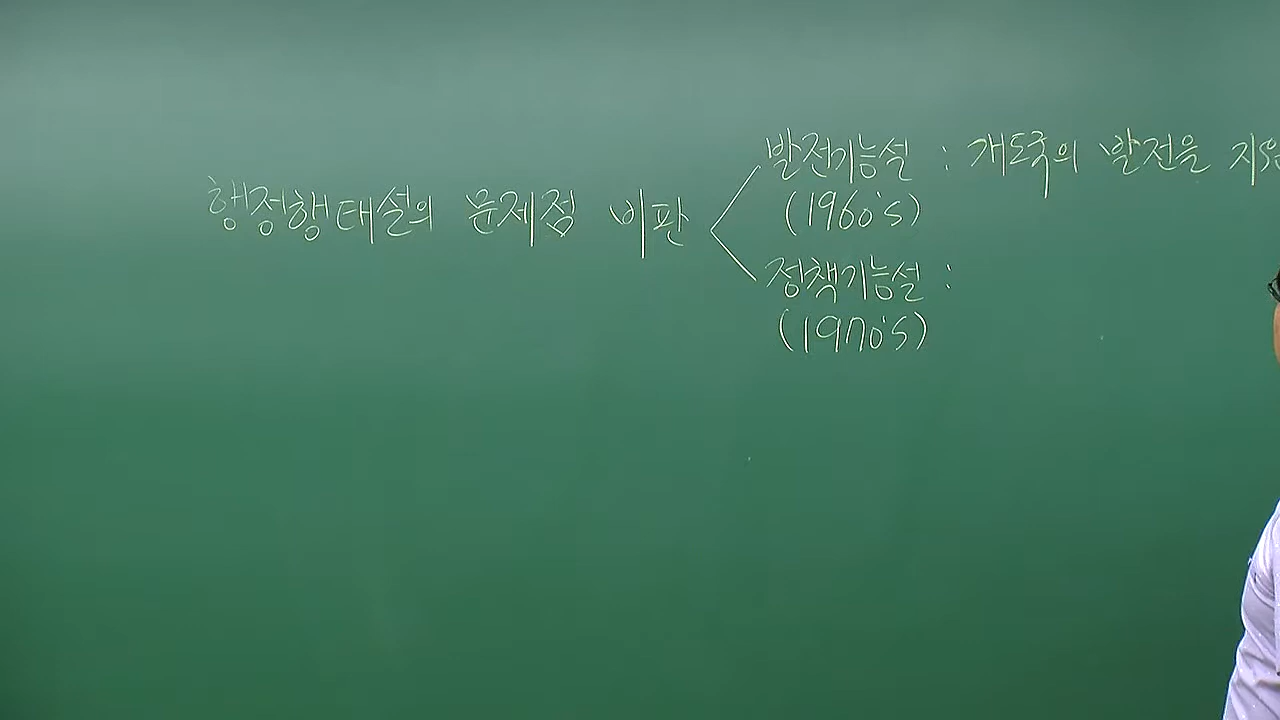 행정행태설의 문제점 비판
발전기능설 : 개도국의 발전을
(1960's)
정책기능설 :
(1970's)